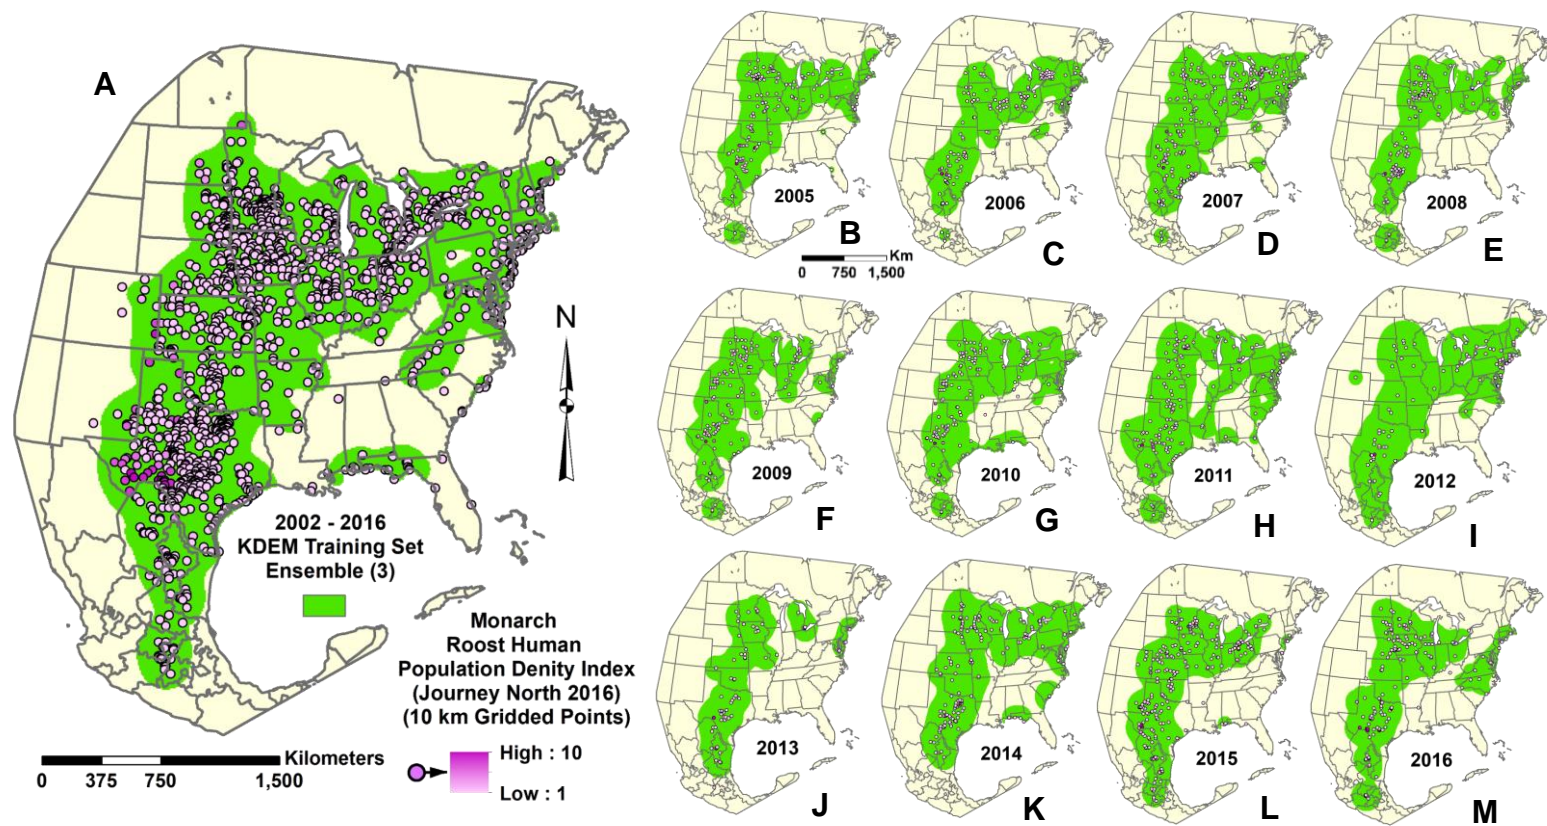 A
N
2002 - 2016
KDEM Training Set
Ensemble (3)
Monarch
Roost Human
Population Denity Index
(Journey North 2016)
(10 km Gridded Points)
High : 10
Low : 1
Kilometers
0 375 750 1,500
2005
B
Km
0 750 1,500
2006
C
2007
D
2008
E
2009
F
2010
G
2011
H
2012
I
2013
J
2014
K
2015
L
2016
M